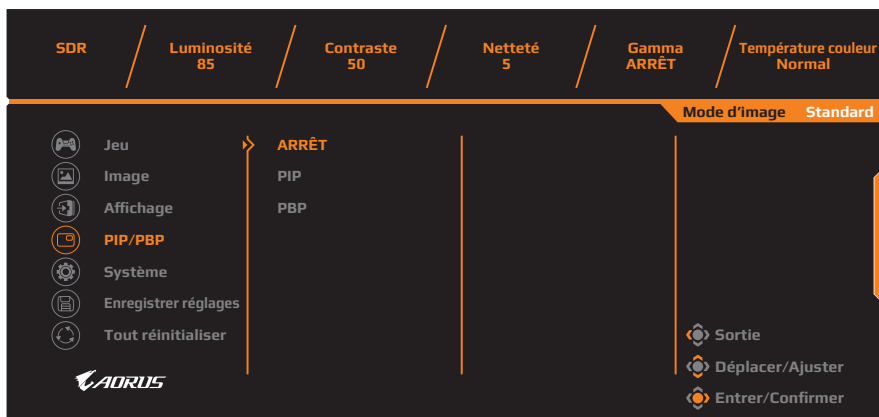 SDR
Luminosité
85
Contraste
50
Netteté
5
Gamma
ARRÊT
Température couleur
Normal
Mode d'image Standard
Jeu
ARRÊT
Image
PIP
Affichage
PBP
PIP/PBP
Système
Enregistrer réglages
Tout réinitialiser
Sortie
Déplacer/Ajuster
Entrer/Confirmer
AORUS